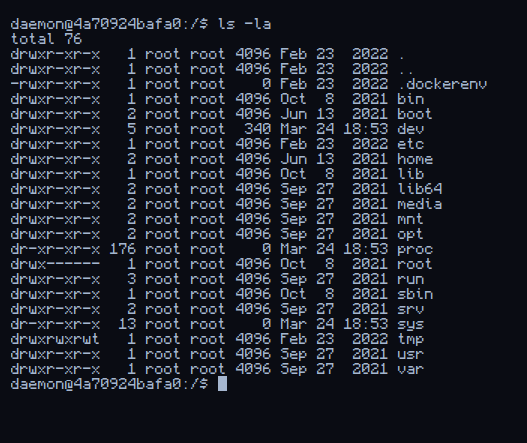 daemon@4a70924bafa0:/$ ls -la
total 76
drwxr-xr-x   1 root root 4096 Feb 23  2022 .
drwxr-xr-x   1 root root 4096 Feb 23  2022 ..
-rwxr-xr-x   1 root root    0 Feb 23  2022 .dockerenv
drwxr-xr-x   1 root root 4096 Oct  8  2021 bin
drwxr-xr-x   2 root root 4096 Jun 13  2021 boot
drwxr-xr-x   5 root root  340 Mar 24 18:53 dev
drwxr-xr-x   1 root root 4096 Feb 23  2022 etc
drwxr-xr-x   2 root root 4096 Jun 13  2021 home
drwxr-xr-x   1 root root 4096 Oct  8  2021 lib
drwxr-xr-x   2 root root 4096 Sep 27  2021 lib64
drwxr-xr-x   2 root root 4096 Sep 27  2021 media
drwxr-xr-x   2 root root 4096 Sep 27  2021 mnt
drwxr-xr-x   2 root root 4096 Sep 27  2021 opt
dr-xr-xr-x 176 root root    0 Mar 24 18:53 proc
drwx------   1 root root 4096 Oct  8  2021 root
drwxr-xr-x   3 root root 4096 Sep 27  2021 run
drwxr-xr-x   1 root root 4096 Oct  8  2021 sbin
drwxr-xr-x   2 root root 4096 Sep 27  2021 srv
dr-xr-xr-x  13 root root    0 Mar 24 18:53 sys
drwxrwxrwt   1 root root 4096 Feb 23  2022 tmp
drwxr-xr-x   1 root root 4096 Sep 27  2021 usr
drwxr-xr-x   1 root root 4096 Sep 27  2021 var
daemon@4a70924bafa0:/$